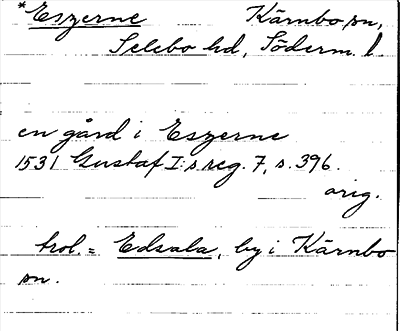 *Eszerne Kärnbo sn,
Selebo hd, Söderm. l
en gård i Eszerne
1531 Gustaf I:s reg. 7, s. 396.
orig.
trol. = Edsala, by i Kärnbo
sn.